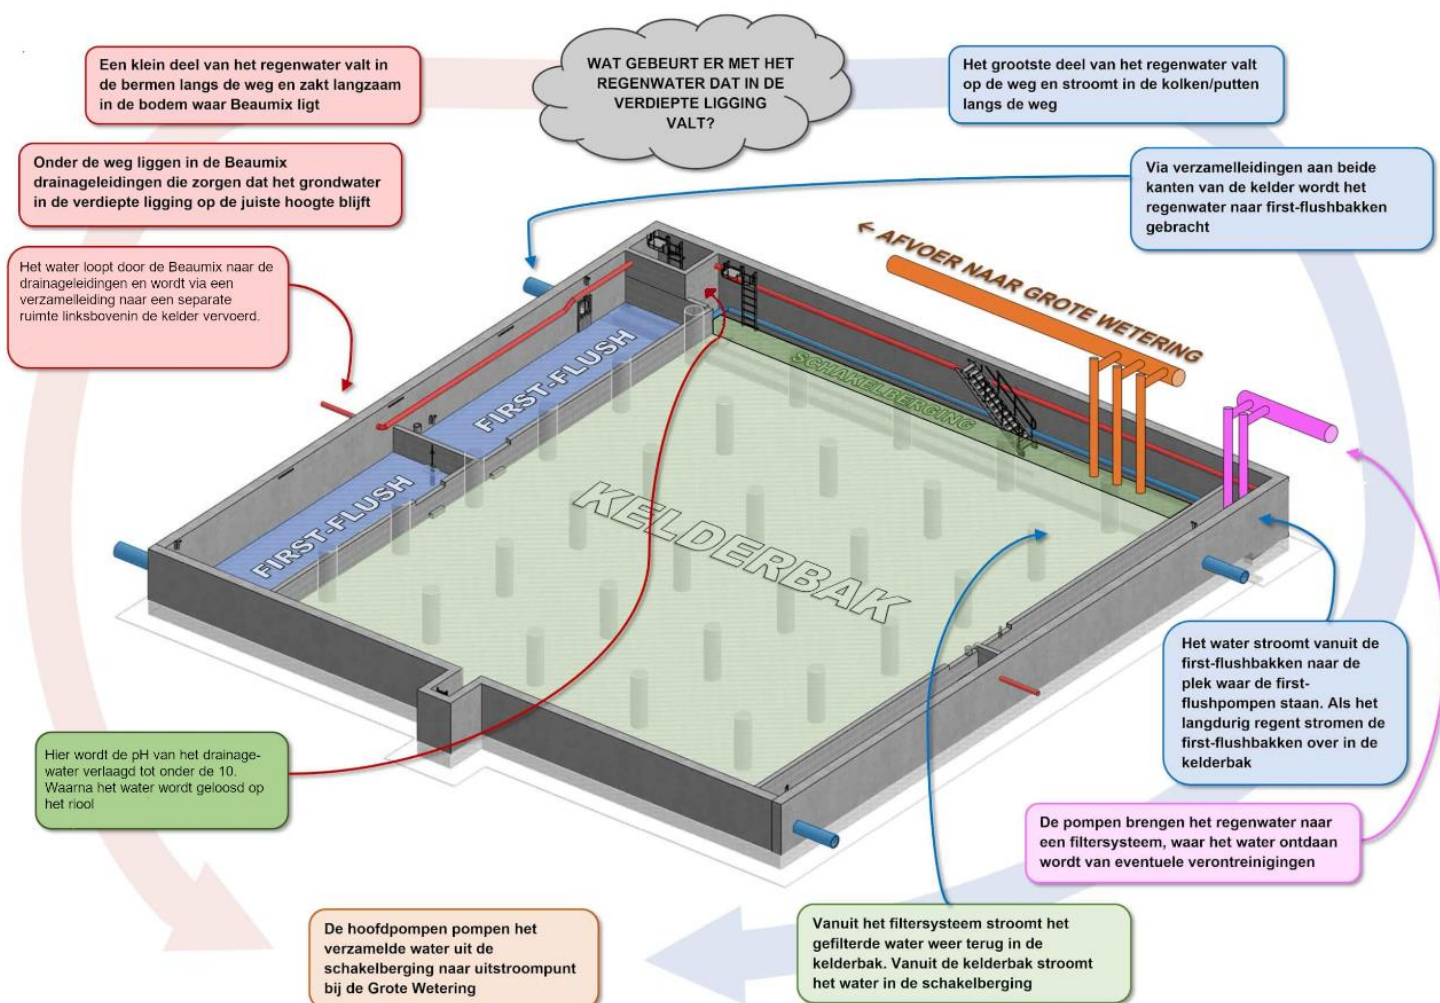 WAT GEBEURT ER MET HET
REGENWATER DAT IN DE
VERDIEPTE LIGGING
VALT?
Een klein deel van het regenwater valt in
de bermen langs de weg en zakt langzaam
in de bodem waar Beaumix ligt
Het grootste deel van het regenwater valt
op de weg en stroomt in de kolken/putten
langs de weg
Onder de weg liggen in de Beaumix
drainageleidingen die zorgen dat het grondwater
in de verdiepte ligging op de juiste hoogte blijft
Via verzamelleidingen aan beide
kanten van de kelder wordt het
regenwater naar first-flushbakken
gebracht
Het water loopt door de Beaumix naar de
drainageleidingen en wordt via een
verzamelleiding naar een separate
ruimte linksbovenin de kelder vervoerd.
← AFVOER NAAR GROTE WETERING
FIRST-FLUSH
SCHAKELBERGING
FIRST-FLUSH
KELDERBAK
Het water stroomt vanuit de
first-flushbakken naar de
plek waar de first-
flushpompen staan. Als het
langdurig regent stromen de
first-flushbakken over in de
kelderbak
Hier wordt de pH van het drainage-
water verlaagd tot onder de 10.
Waarna het water wordt geloosd op
het riool
De pompen brengen het regenwater naar
een filtersysteem, waar het water ontdaan
wordt van eventuele verontreinigingen
De hoofdpompen pompen het
verzamelde water uit de
schakelberging naar uitstroompunt
bij de Grote Wetering
Vanuit het filtersysteem stroomt het
gefilterde water weer terug in de
kelderbak. Vanuit de kelderbak stroomt
het water in de schakelberging